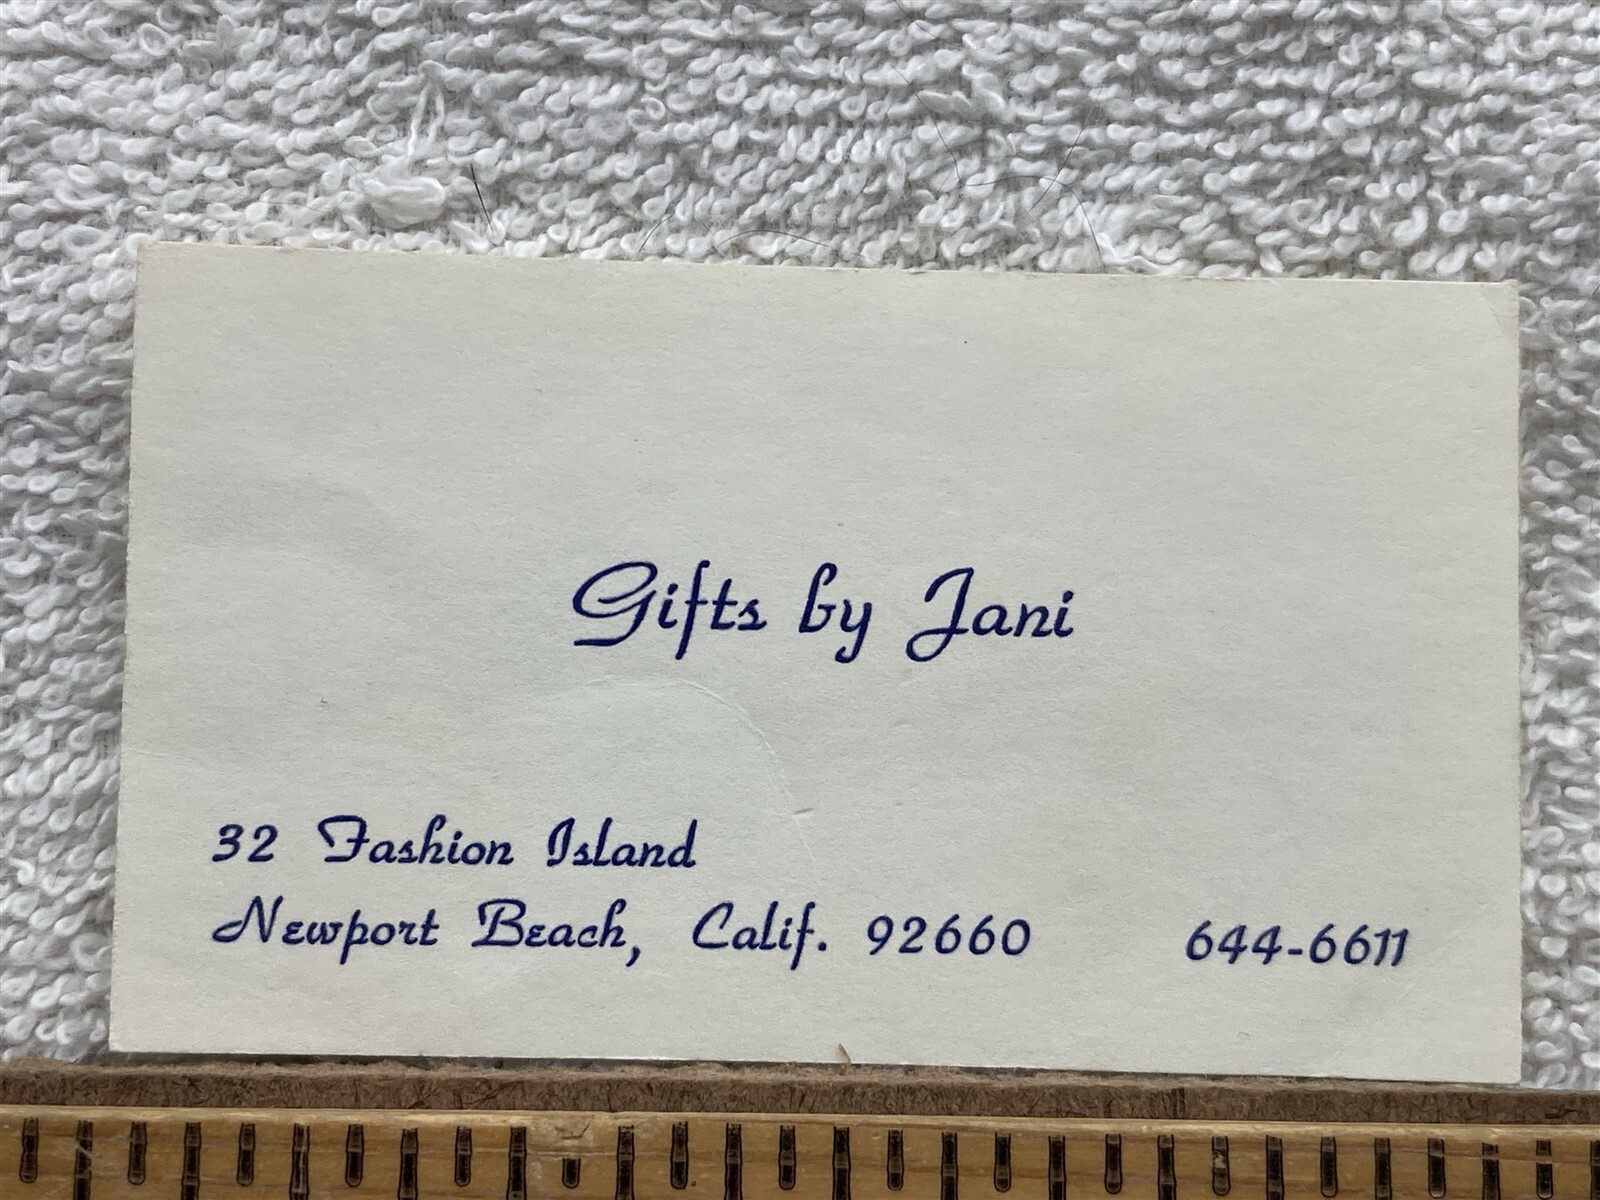 Gifts by Jani
32 Fashion Island
Newport Beach, Calif. 92660 644-6611